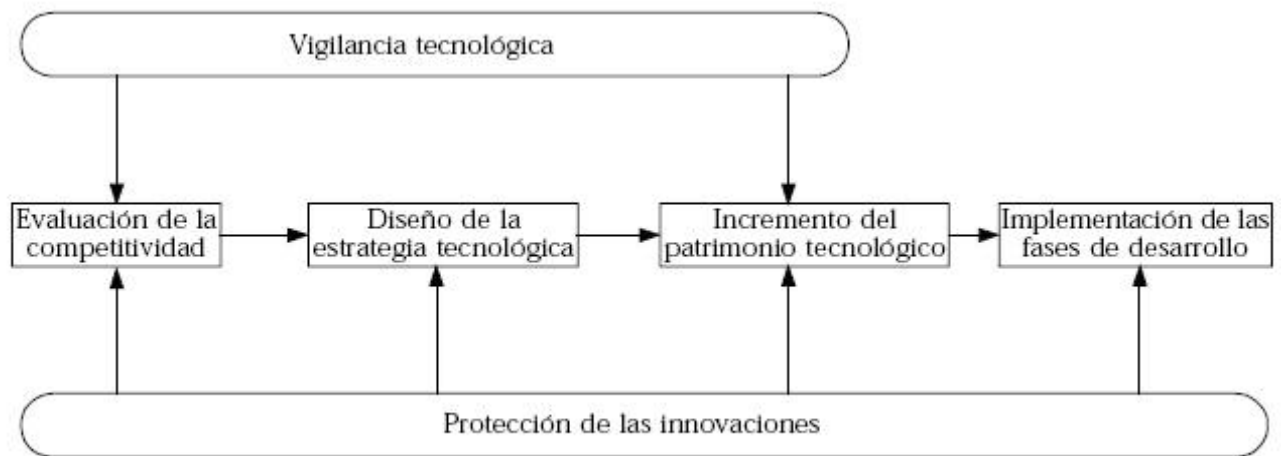 Vigilancia tecnológica
Evaluación de la
competitividad
Diseño de la
estrategia tecnológica
Incremento del
patrimonio tecnológico
Implementación de las
fases de desarrollo
Protección de las innovaciones